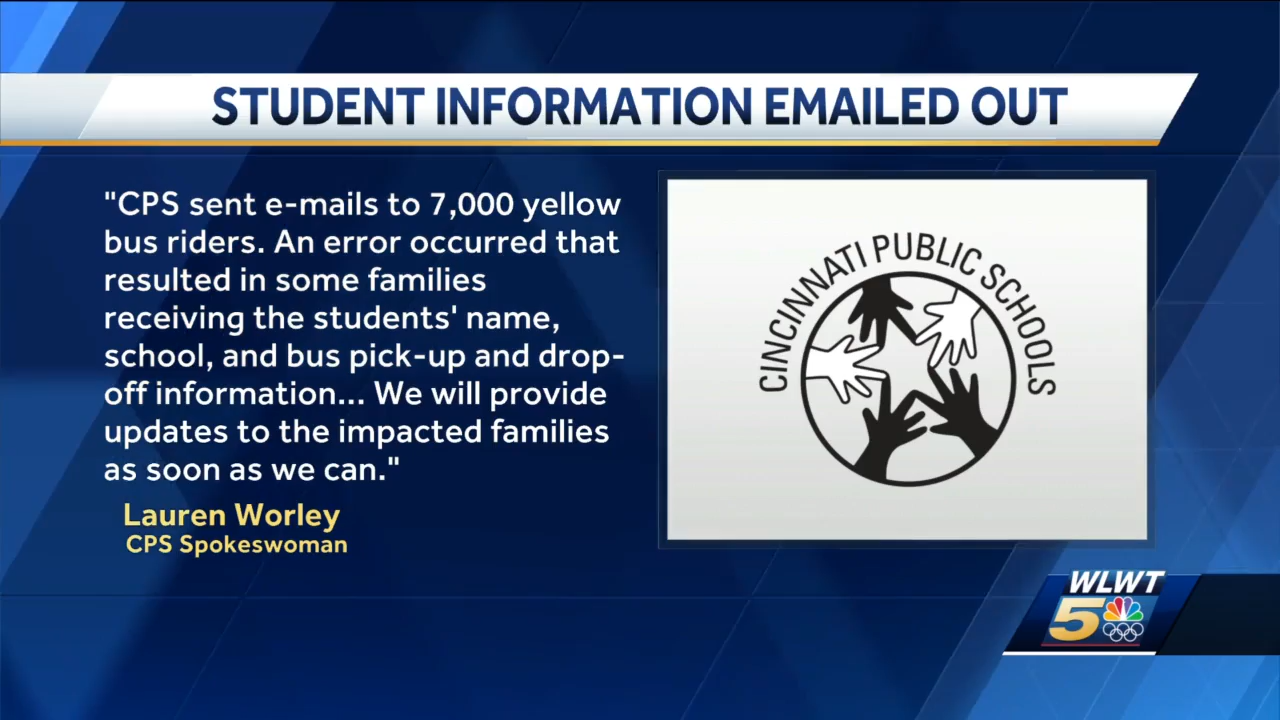 STUDENT INFORMATION EMAILED OUT
"CPS sent e-mails to 7,000 yellow
bus riders. An error occurred that
resulted in some families
receiving the students' name,
school, and bus pick-up and drop-
off information... We will provide
updates to the impacted families
as soon as we can."
Lauren Worley
CPS Spokeswoman
CINCINNATI PUBLIC SCHOOLS
WLWT
5